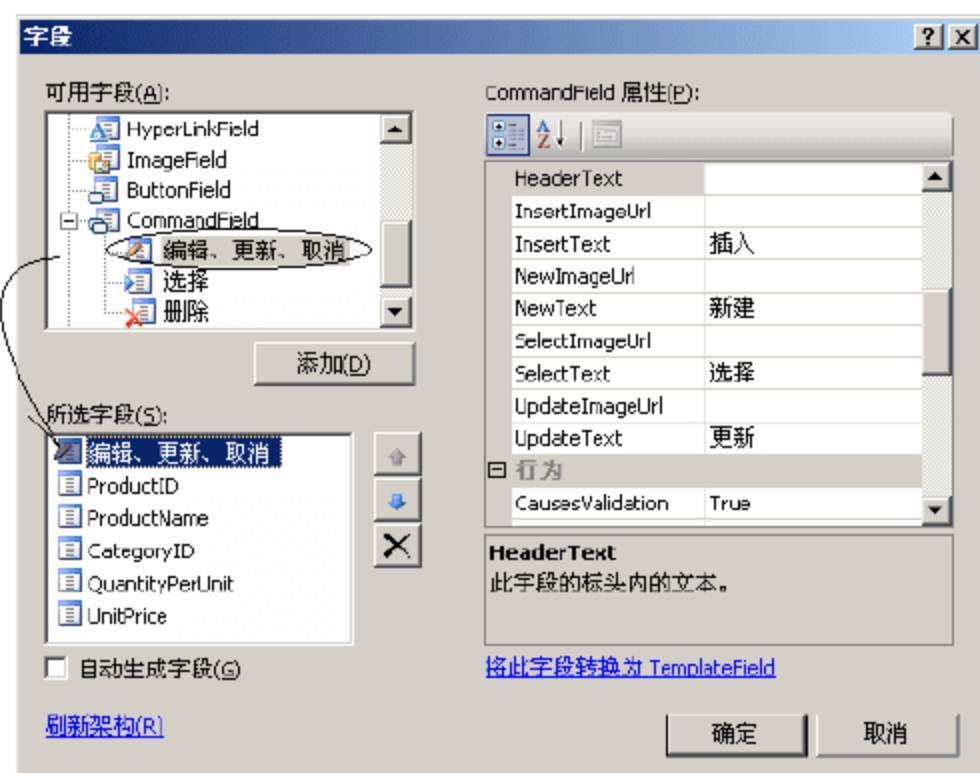 字段
可用字段(A):
HyperLinkField
ImageField
ButtonField
CommandField
编辑、更新、取消
选择
删除
添加(D)
所选字段(S):
编辑、更新、取消
ProductID
ProductName
CategoryID
QuantityPerUnit
UnitPrice
自动生成字段(G)
刷新架构(R)
CommandField 属性(P):
HeaderText
InsertImageUrl
InsertText 插入
NewImageUrl
NewText 新建
SelectImageUrl
SelectText 选择
UpdateImageUrl
UpdateText 更新
行为
CausesValidation True
HeaderText
此字段的标头内的文本。
将此字段转换为 TemplateField
确定
取消